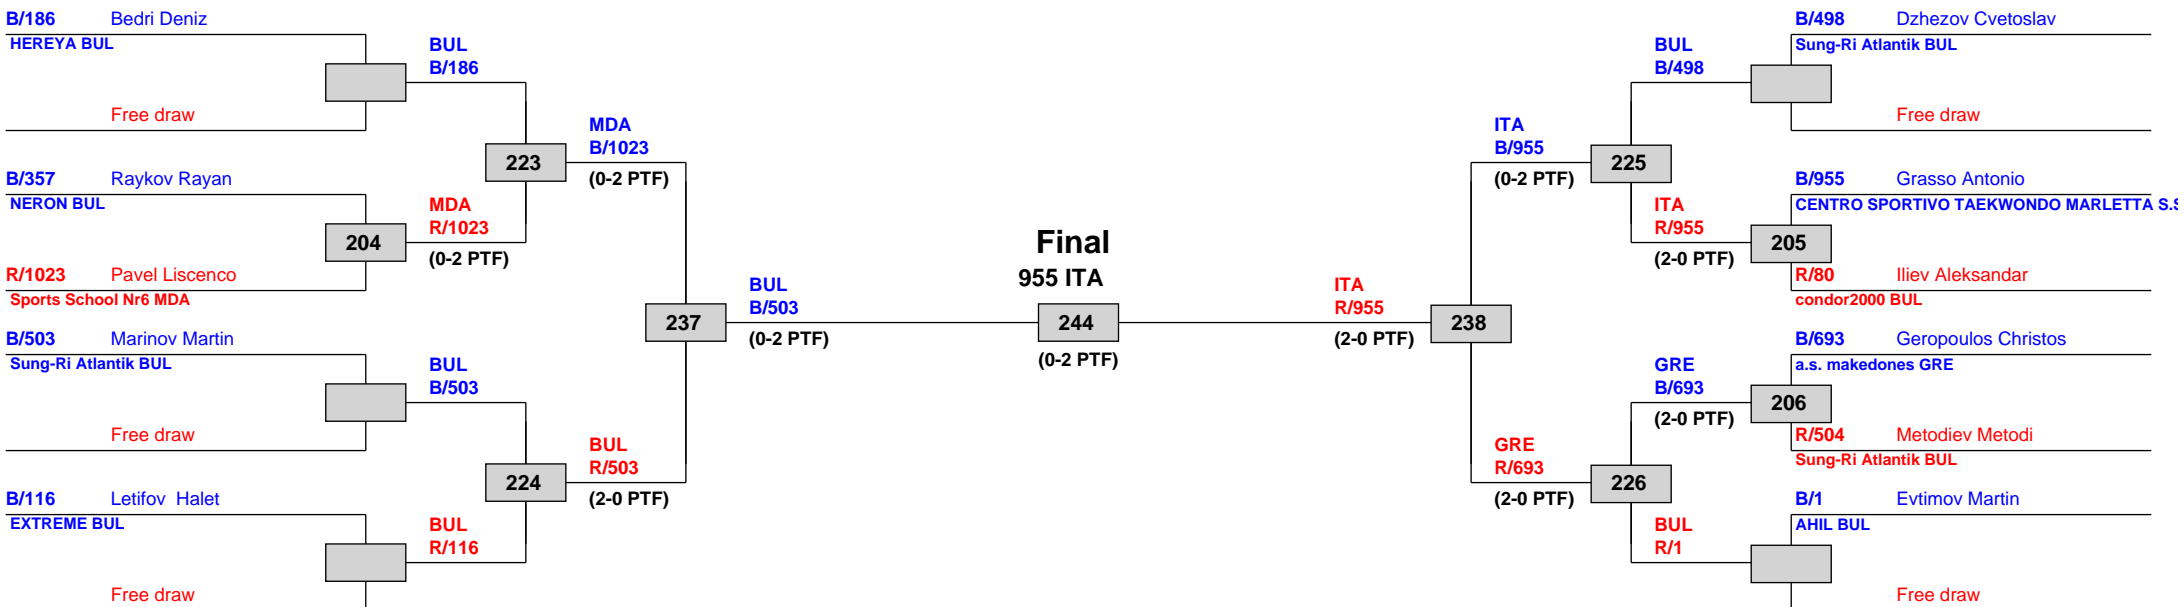 B/186 Bedri Deniz
HEREYA BUL
Free draw
BUL
B/186
B/357 Raykov Rayan
NERON BUL
204
R/1023 Pavel Liscenco
Sports School Nr6 MDA
MDA
R/1023
(0-2 PTF)
223
MDA
B/1023
(0-2 PTF)
B/503 Marinov Martin
Sung-Ri Atlantik BUL
Free draw
BUL
B/503
B/116 Letifov Halet
EXTREME BUL
Free draw
BUL
R/116
224
BUL
R/503
(2-0 PTF)
237
BUL
B/503
(0-2 PTF)
Final
955 ITA
244
(0-2 PTF)
ITA
R/955
(2-0 PTF)
238
ITA
B/955
(0-2 PTF)
225
BUL
B/498
B/498 Dzhezov Cvetoslav
Sung-Ri Atlantik BUL
Free draw
ITA
R/955
(2-0 PTF)
B/955 Grasso Antonio
CENTRO SPORTIVO TAEKWONDO MARLETTA S.S
205
R/80 Iliev Aleksandar
condor2000 BUL
GRE
R/693
(2-0 PTF)
226
GRE
B/693
(2-0 PTF)
B/693 Geropoulos Christos
a.s. makedones GRE
206
R/504 Metodiev Metodi
Sung-Ri Atlantik BUL
BUL
R/1
B/1 Evtimov Martin
AHIL BUL
Free draw